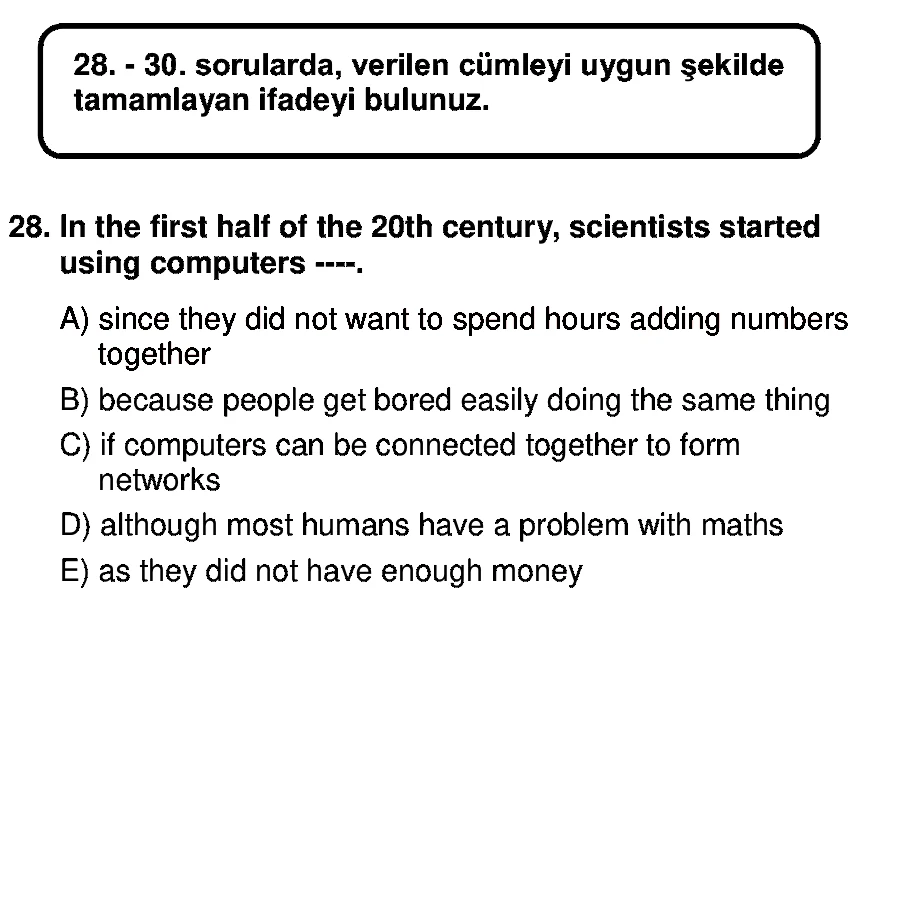 28. - 30. sorularda, verilen cümleyi uygun şekilde
tamamlayan ifadeyi bulunuz.
28. In the first half of the 20th century, scientists started
using computers ----.
A) since they did not want to spend hours adding numbers
together
B) because people get bored easily doing the same thing
C) if computers can be connected together to form
networks
D) although most humans have a problem with maths
E) as they did not have enough money